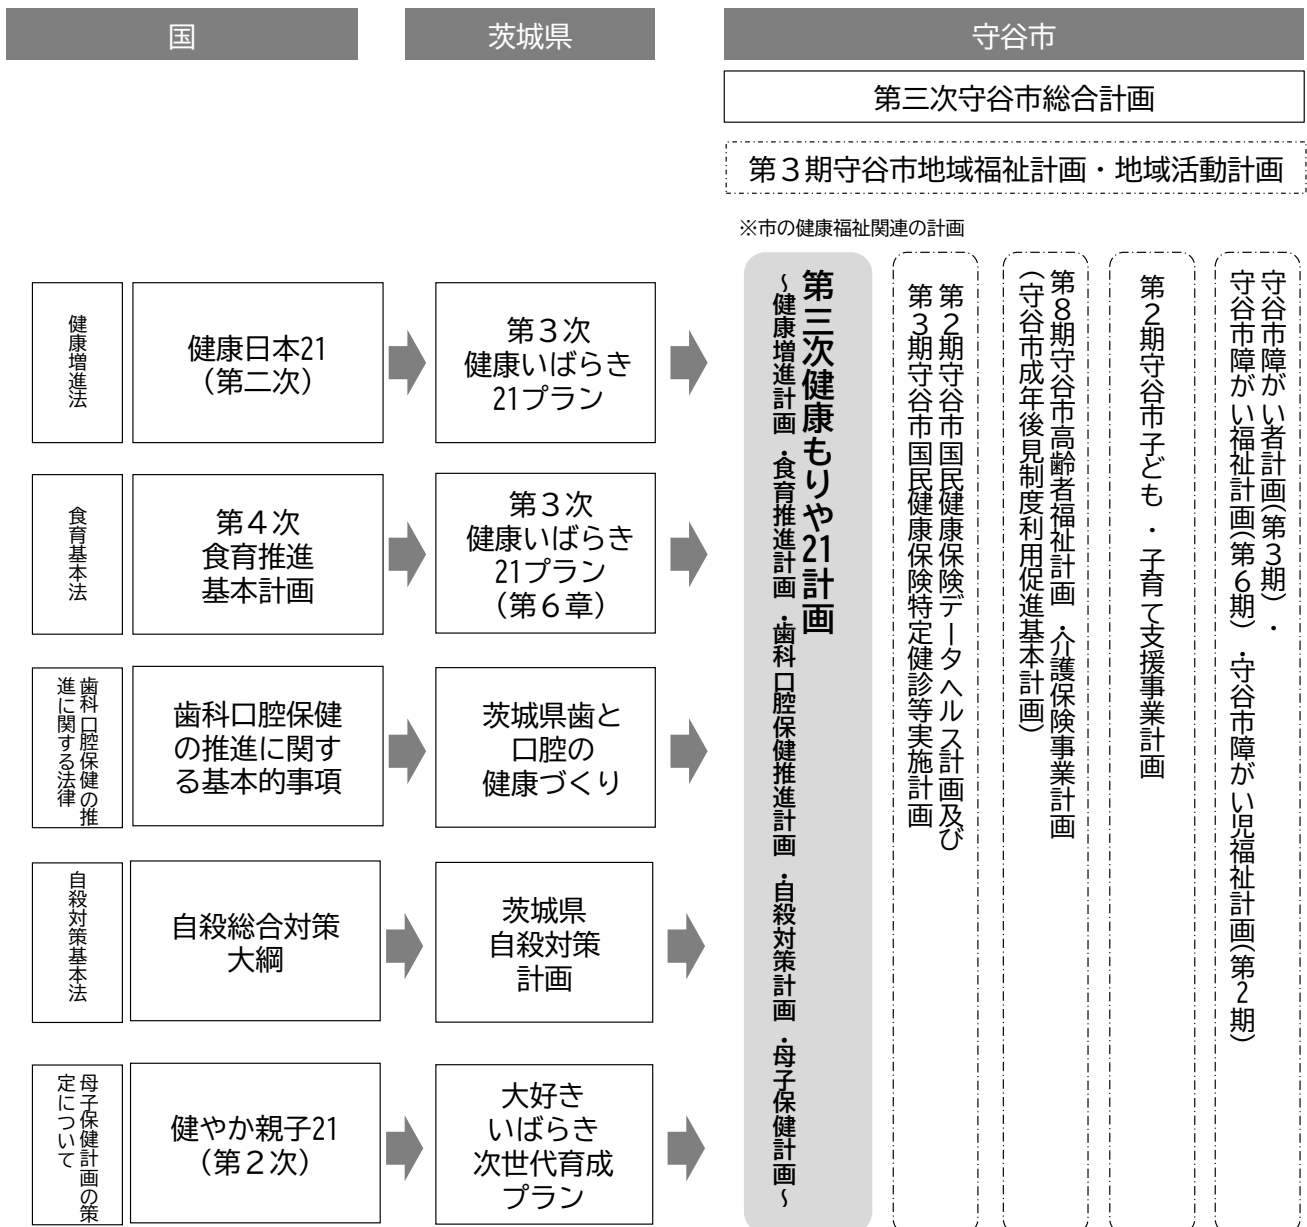 国
茨城県
守谷市
第三次守谷市総合計画
第３期守谷市地域福祉計画・地域活動計画
※市の健康福祉関連の計画
健康増進法
健康日本21
（第二次）
第３次
健康いばらき
21プラン
食育基本法
第４次
食育推進
基本計画
第３次
健康いばらき
21プラン
（第６章）
歯科口腔保健の推
進に関する法律
歯科口腔保健
の推進に関す
る基本的事項
茨城県歯と
口腔の
健康づくり
自殺対策基本法
自殺総合対策
大綱
茨城県
自殺対策
計画
母子保健計画の策
定について
健やか親子21
（第２次）
大好き
いばらき
次世代育成
プラン
第三次健康もりや21計画
～健康増進計画・食育推進計画・歯科口腔保健推進計画・自殺対策計画・母子保健計画～
第２期守谷市国民健康保険データヘルス計画及び
第３期守谷市国民健康保険特定健診等実施計画
第８期守谷市高齢者福祉計画・介護保険事業計画
（守谷市成年後見制度利用促進基本計画）
第２期守谷市子ども・子育て支援事業計画
守谷市障がい者計画（第３期）・
守谷市障がい福祉計画（第６期）・守谷市障がい児福祉計画（第２期）